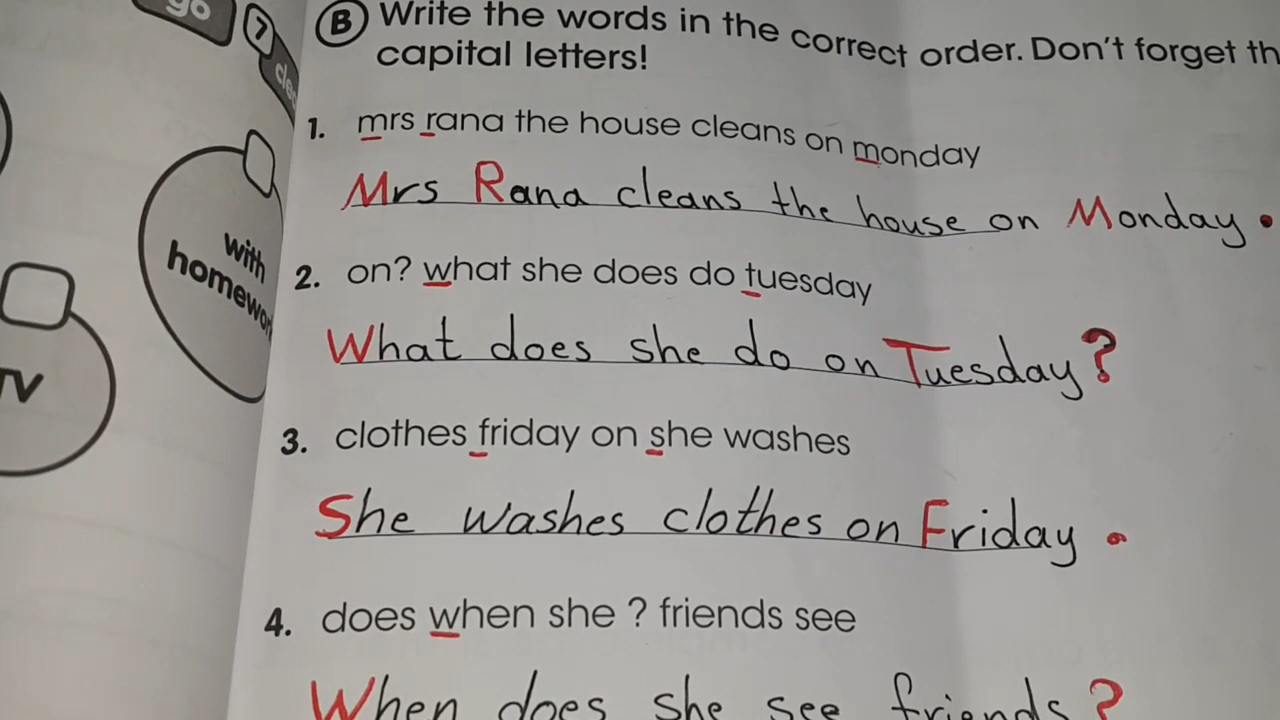 go
7
B Write the words in the correct order. Don't forget th
capital letters!
1. mrs rana the house cleans on monday
Mrs Rana cleans the house on Monday.
with
homewor
2. on? what she does do tuesday
What does she do on Tuesday?
TV
3. clothes friday on she washes
She washes clothes on Friday.
4. does when she ? friends see
When does she see friends?